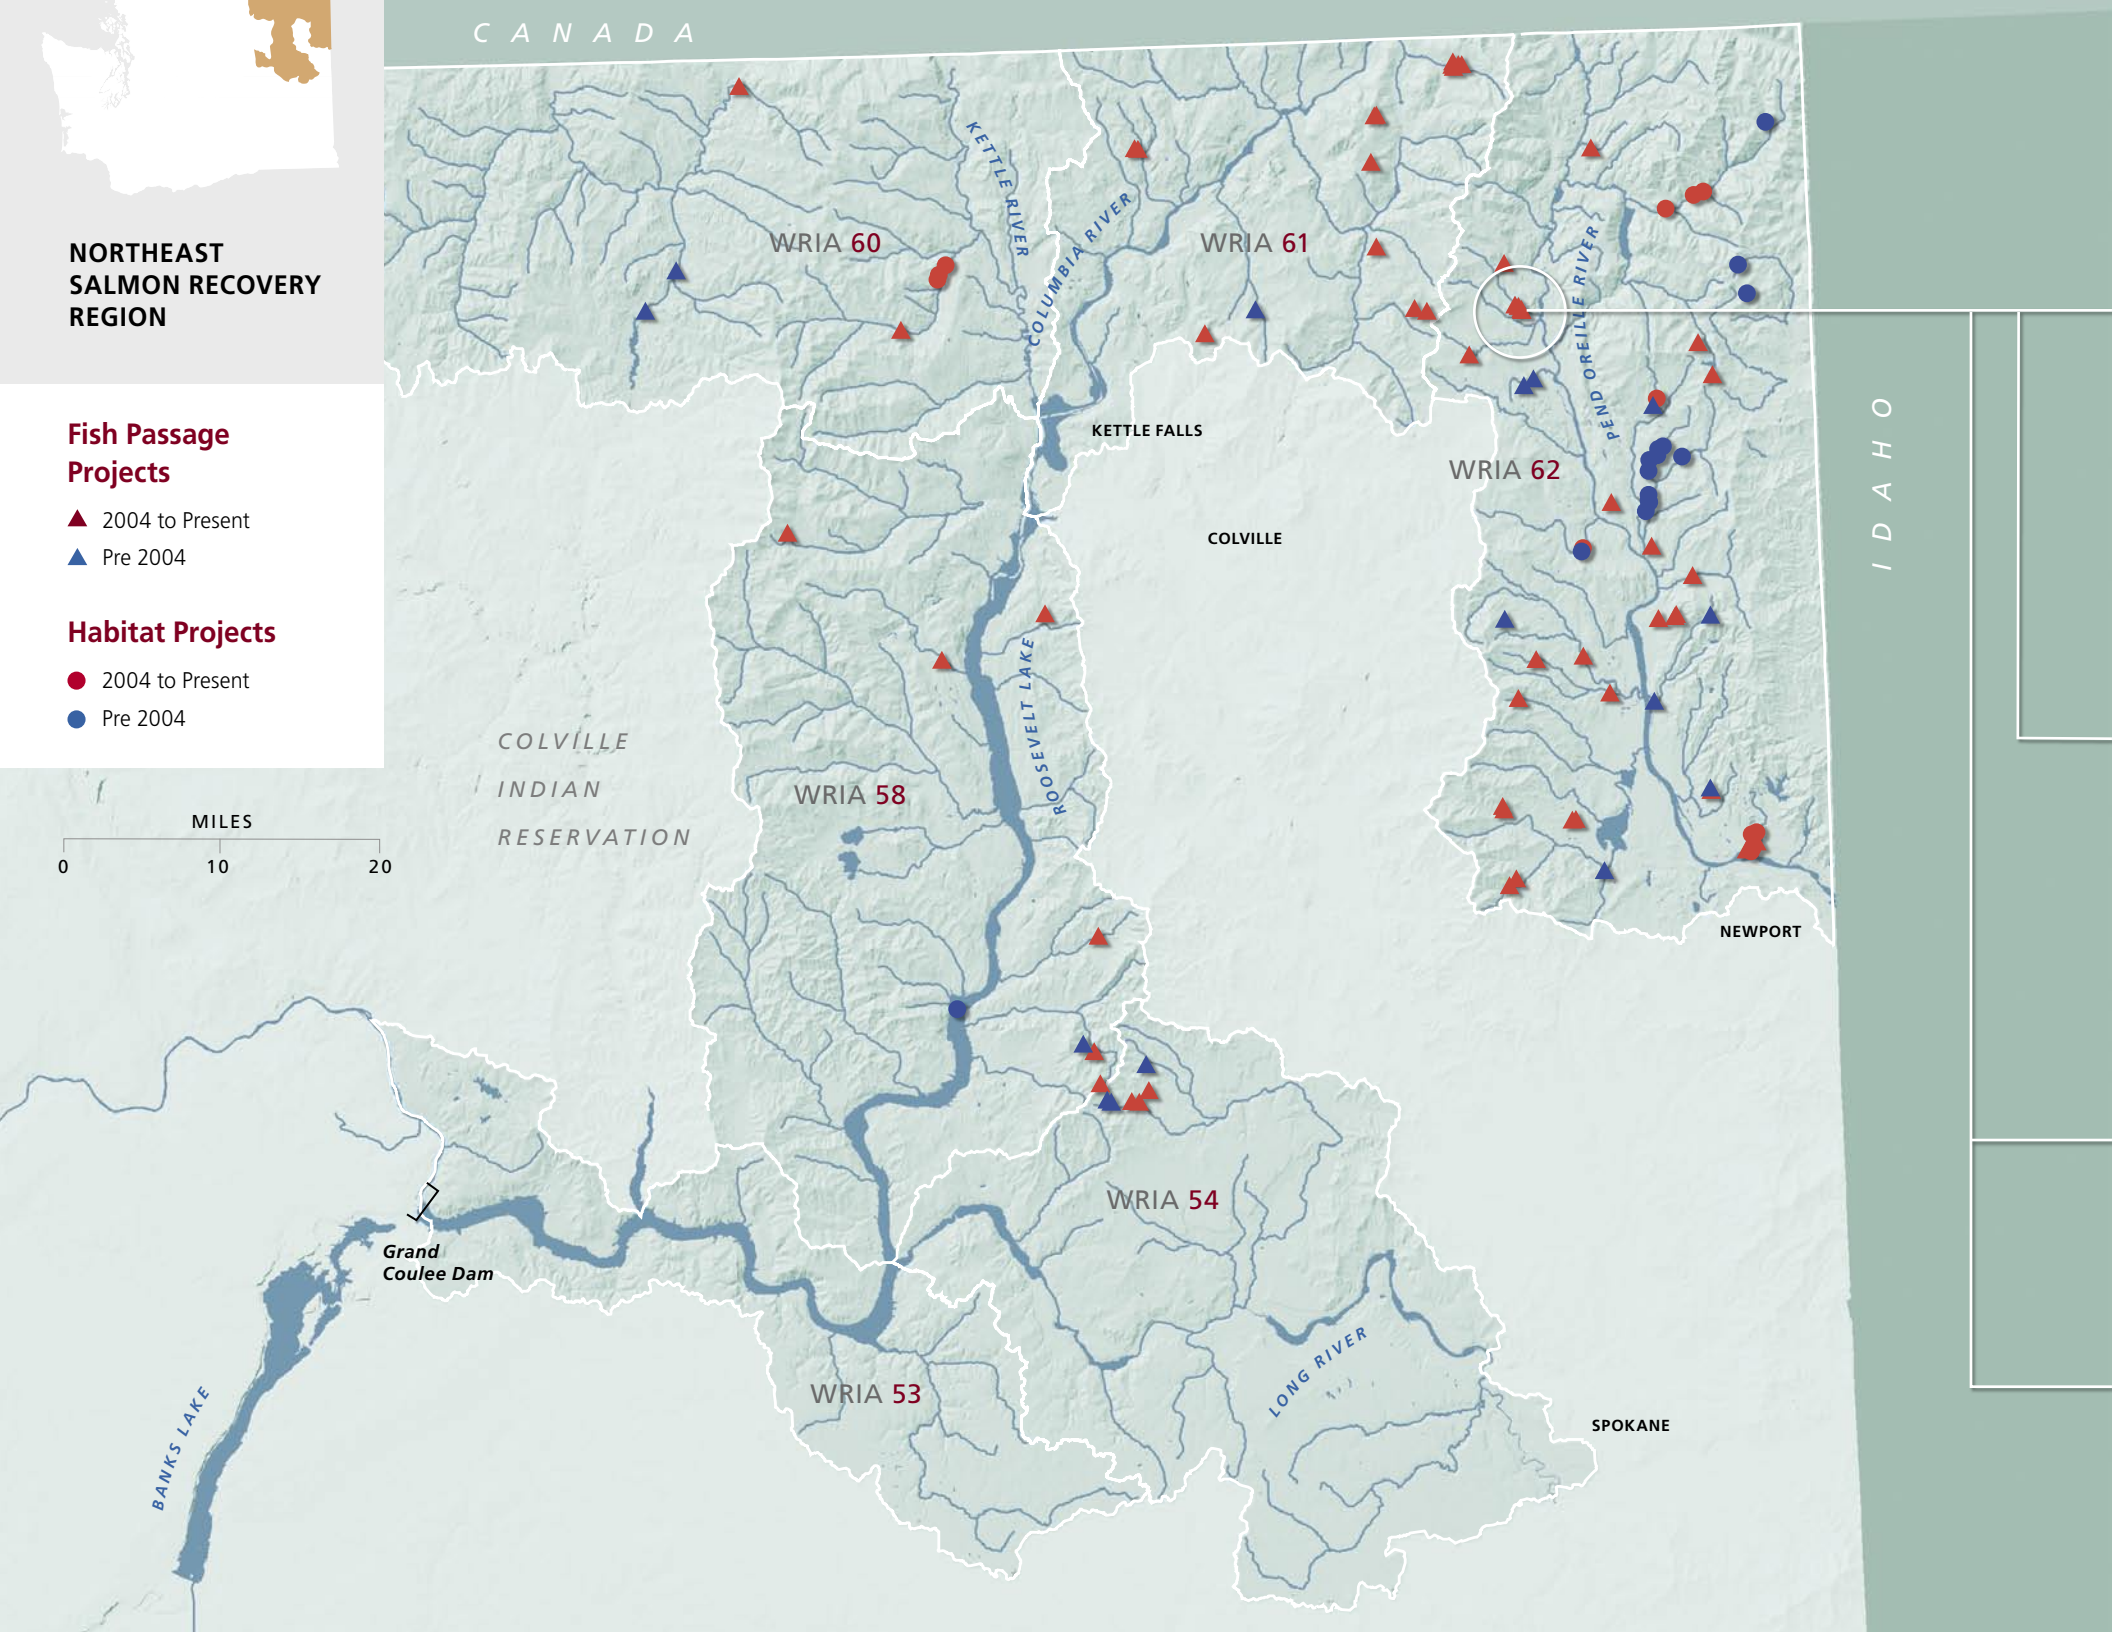 CANADA
NORTHEAST
SALMON RECOVERY
REGION
Fish Passage
Projects
2004 to Present
Pre 2004
Habitat Projects
2004 to Present
Pre 2004
MILES
0 10 20
KETTLE RIVER
COLUMBIA RIVER
WRIA 60
WRIA 61
PEND OREILLE RIVER
KETTLE FALLS
WRIA 62
IDAHO
COLVILLE
ROOSEVELT LAKE
COLVILLE
INDIAN
RESERVATION
WRIA 58
NEWPORT
WRIA 54
Grand
Coulee Dam
LONG RIVER
WRIA 53
BANKS LAKE
SPOKANE